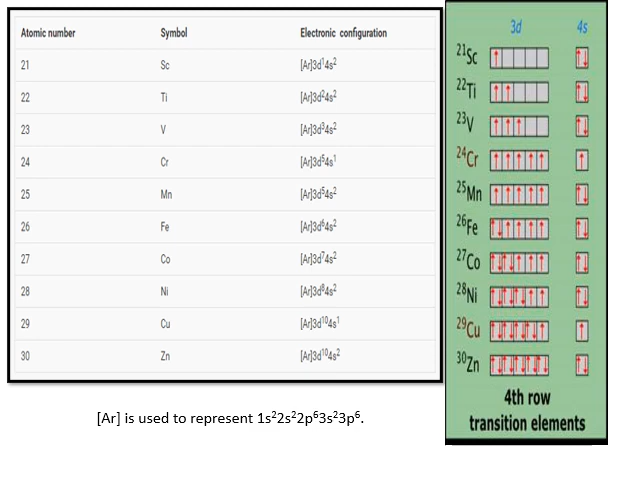 Atomic number Symbol Electronic configuration
21 Sc [Ar]3d¹4s²
22 Ti [Ar]3d²4s²
23 V [Ar]3d³4s²
24 Cr [Ar]3d⁵4s¹
25 Mn [Ar]3d⁵4s²
26 Fe [Ar]3d⁶4s²
27 Co [Ar]3d⁷4s²
28 Ni [Ar]3d⁸4s²
29 Cu [Ar]3d¹⁰4s¹
30 Zn [Ar]3d¹⁰4s²
[Ar] is used to represent 1s²2s²2p⁶3s²3p⁶.
3d 4s
²¹Sc
²²Ti
²³V
²⁴Cr
²⁵Mn
²⁶Fe
²⁷Co
²⁸Ni
²⁹Cu
³⁰Zn
4th row
transition elements